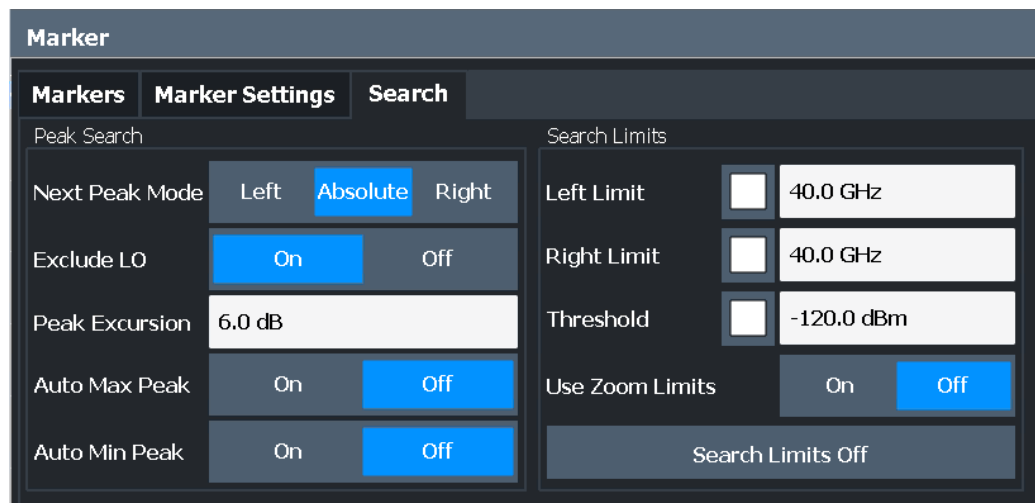 Marker
Markers Marker Settings Search
Peak Search
Next Peak Mode Left Absolute Right
Exclude LO On Off
Peak Excursion 6.0 dB
Auto Max Peak On Off
Auto Min Peak On Off
Search Limits
Left Limit 40.0 GHz
Right Limit 40.0 GHz
Threshold -120.0 dBm
Use Zoom Limits On Off
Search Limits Off